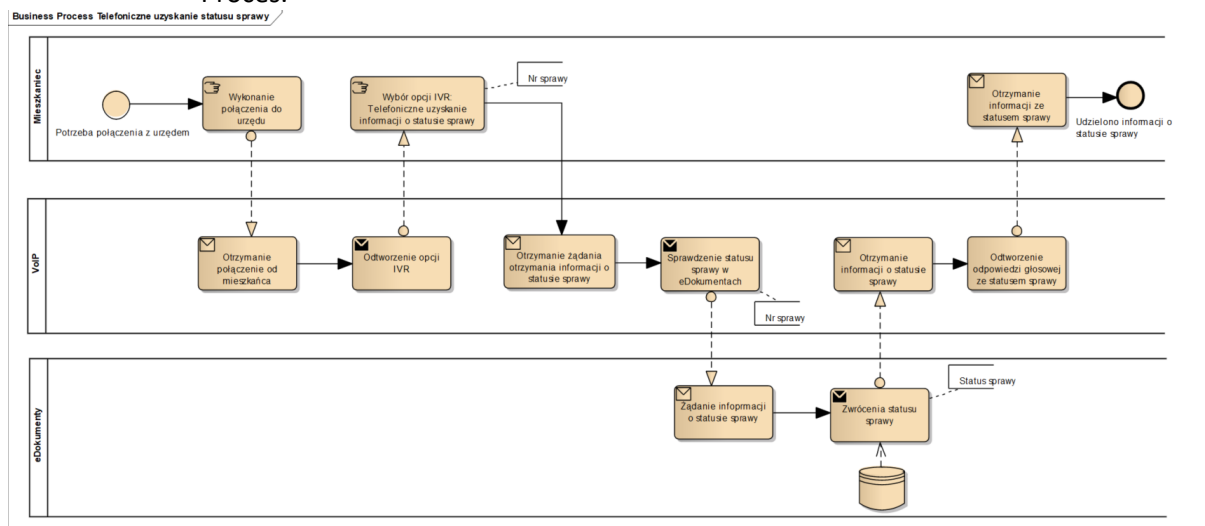 Proces:
Business Process Telefoniczne uzyskanie statusu sprawy
Mieszkaniec
Potrzeba połączenia z urzędem
Wykonanie
połączenia do
urzędu
Wybór opcji IVR:
Telefoniczne uzyskanie
informacji o statusie sprawy
Nr sprawy
Otrzymanie
informacji ze
statusem sprawy
Udzielono informacji o
statusie sprawy
VoIP
Otrzymanie
połączenie od
mieszkańca
Odtworzenie opcji
IVR
Otrzymanie żądania
otrzymania informacji o
statusie sprawy
Sprawdzenie statusu
sprawy w
eDokumentach
Nr sprawy
Otrzymanie
informacji o statusie
sprawy
Odtworzenie
odpowiedzi głosowej
ze statusem sprawy
eDokumenty
Żądanie infoprmacji
o statusie sprawy
Zwrócenia statusu
sprawy
Status sprawy